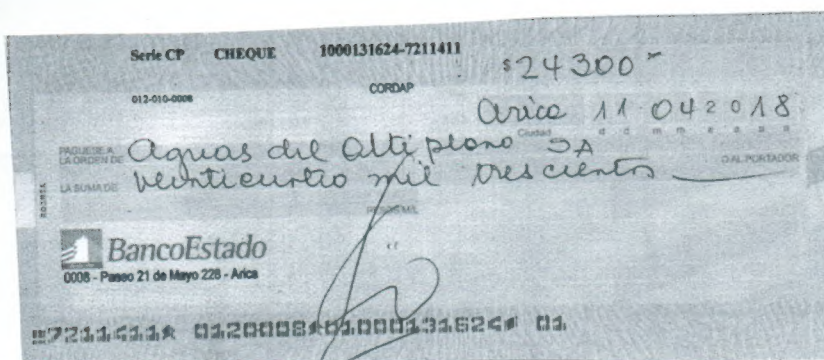 Serie CP CHEQUE 1000131624-7211411
$24300
012-010-0008 CORDAP
Arica 11 04 2018
Ciudad d d m m e a a a
PAGUESE A LA ORDEN DE Aguas del Altiplano SA
O AL PORTADOR
LA SUMA DE veinticuatro mil trescientos
PESOS M/L
BancoEstado
0008 - Paseo 21 de Mayo 228 - Arica
7211411 0120008 01000131624 01